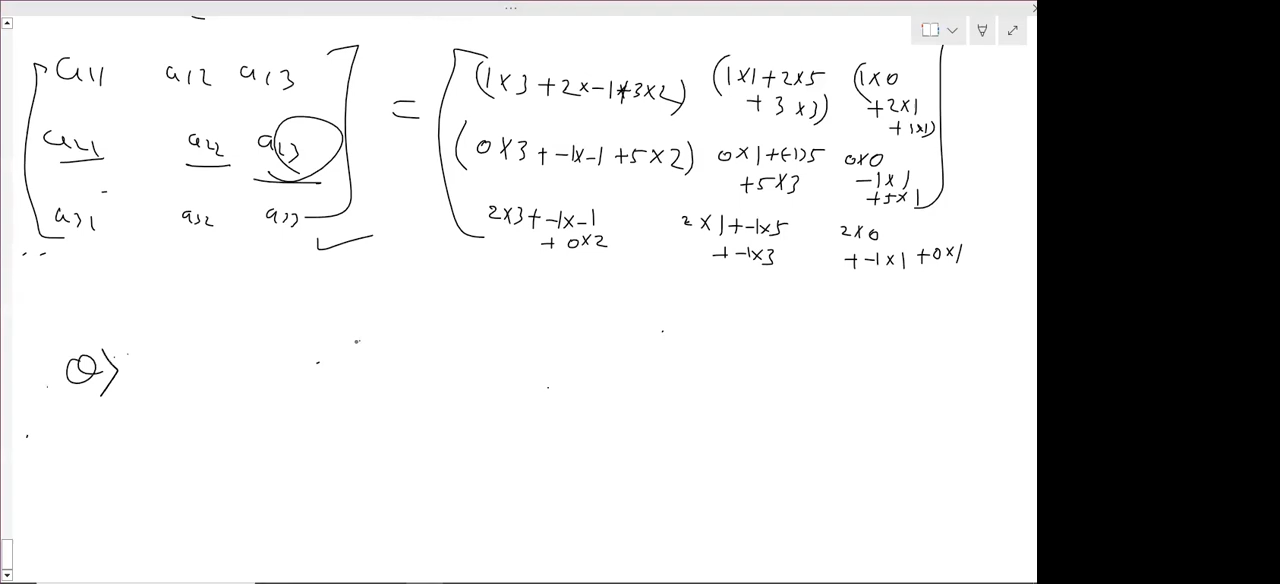 a11 a12 a13 = (1×3 + 2×-1+3×2) (1×1+2×5 + 3×3) (1×0 +2×1 +1×1)
a21 a22 a23 (0×3 + -1×-1 +5×2) 0×1+(-1)5 +5×3 0×0 -1×1 +5×1
a31 a32 a33 2×3+-1×-1 + 0×2 2×1+-1×5 + -1×3 2×0 + -1×1 +0×1
Q>